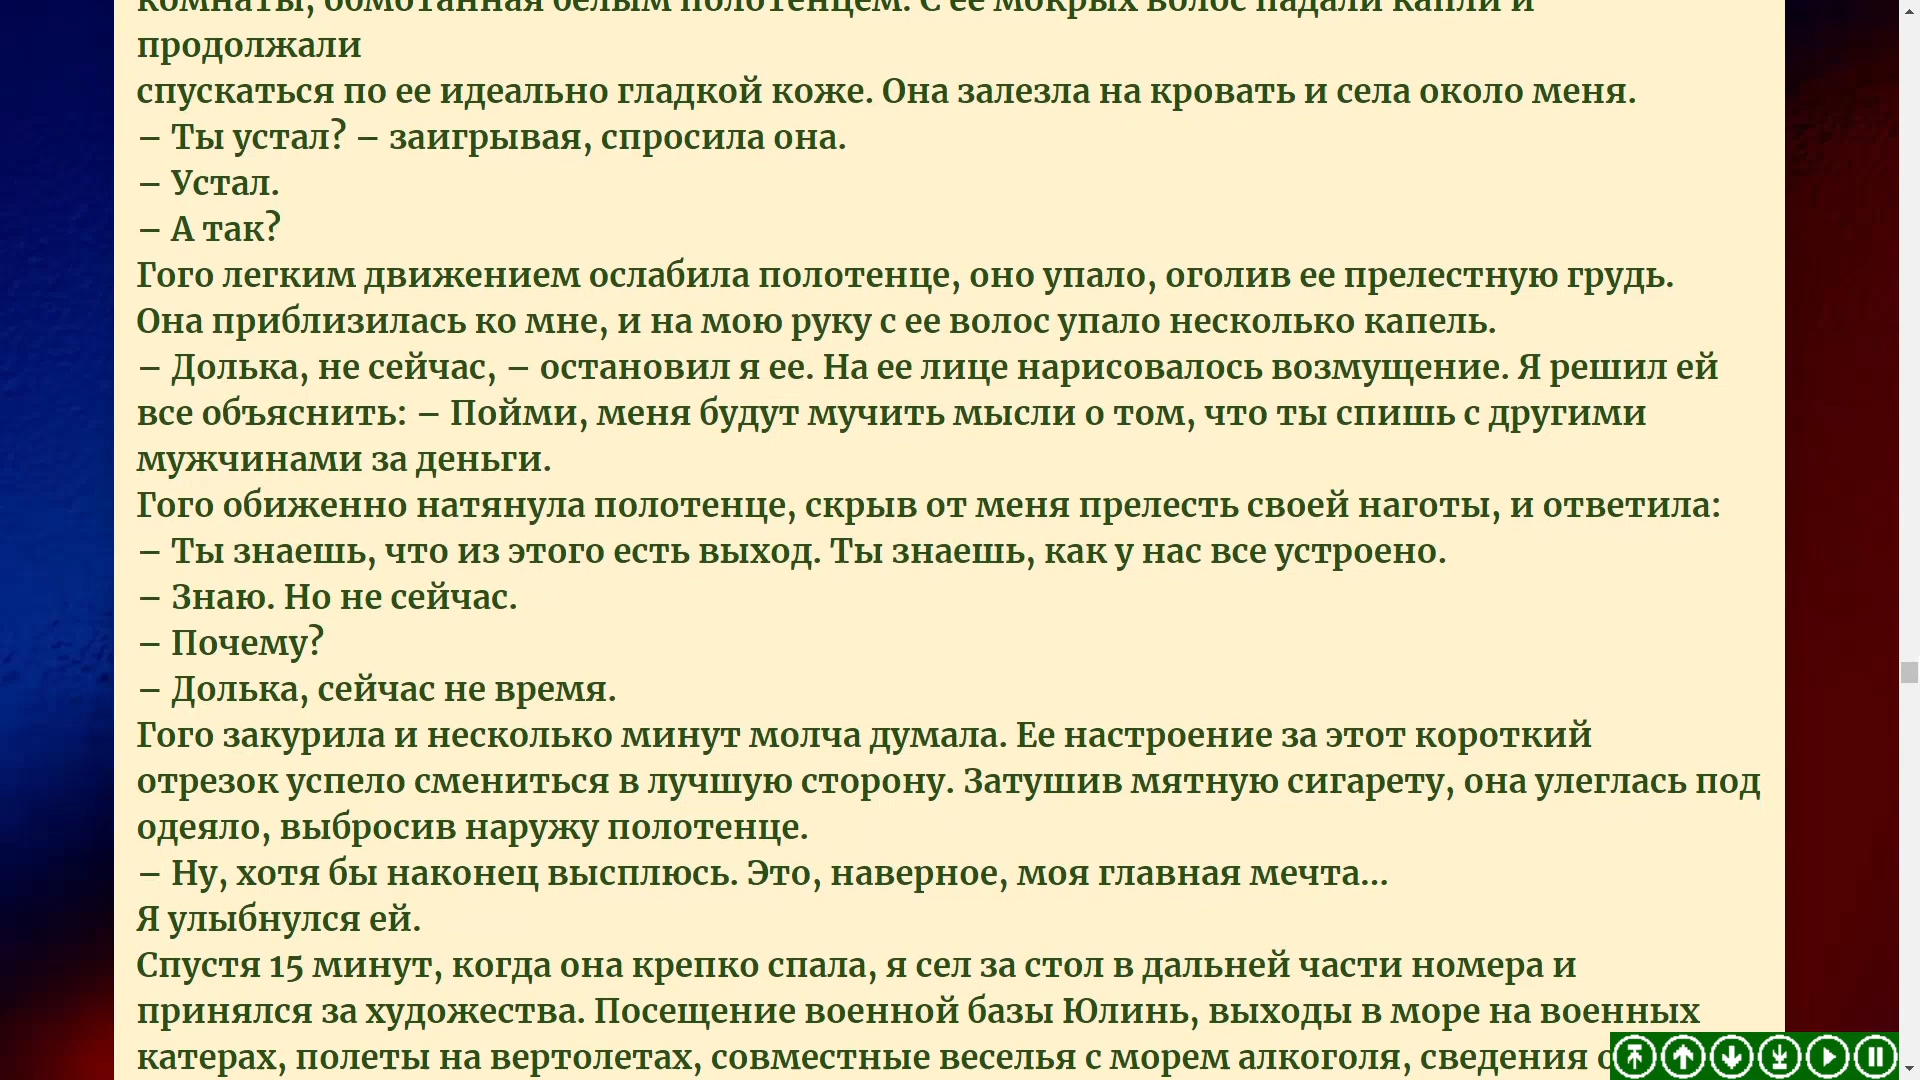 комнаты, обмотанная белым полотенцем. С ее мокрых волос падали капли и
продолжали
спускаться по ее идеально гладкой коже. Она залезла на кровать и села около меня.
– Ты устал? – заигрывая, спросила она.
– Устал.
– А так?
Гого легким движением ослабила полотенце, оно упало, оголив ее прелестную грудь.
Она приблизилась ко мне, и на мою руку с ее волос упало несколько капель.
– Долька, не сейчас, – остановил я ее. На ее лице нарисовалось возмущение. Я решил ей
все объяснить: – Пойми, меня будут мучить мысли о том, что ты спишь с другими
мужчинами за деньги.
Гого обиженно натянула полотенце, скрыв от меня прелесть своей наготы, и ответила:
– Ты знаешь, что из этого есть выход. Ты знаешь, как у нас все устроено.
– Знаю. Но не сейчас.
– Почему?
– Долька, сейчас не время.
Гого закурила и несколько минут молча думала. Ее настроение за этот короткий
отрезок успело смениться в лучшую сторону. Затушив мятную сигарету, она улеглась под
одеяло, выбросив наружу полотенце.
– Ну, хотя бы наконец высплюсь. Это, наверное, моя главная мечта...
Я улыбнулся ей.
Спустя 15 минут, когда она крепко спала, я сел за стол в дальней части номера и
принялся за художества. Посещение военной базы Юлинь, выходы в море на военных
катерах, полеты на вертолетах, совместные веселья с морем алкоголя, сведения о